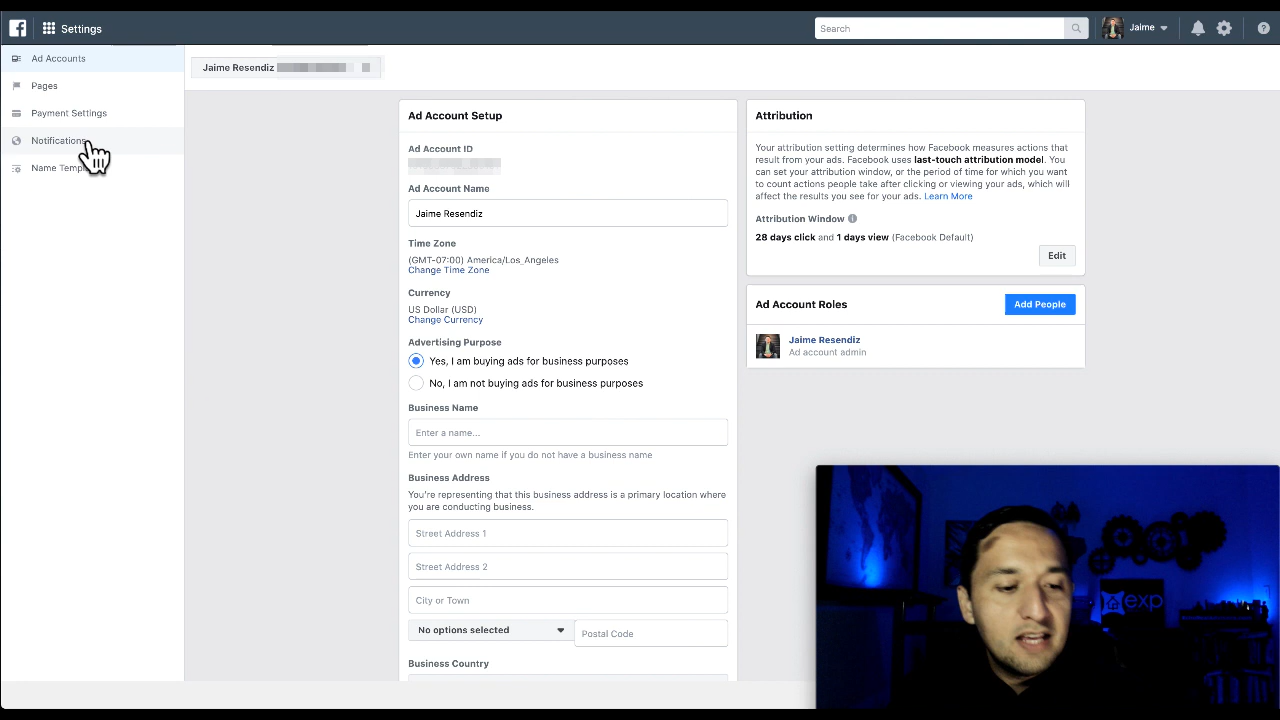 Settings
Search
Jaime
Ad Accounts
Pages
Payment Settings
Notifications
Name
Jaime Resendiz
Ad Account Setup
Ad Account ID
Ad Account Name
Jaime Resendiz
Time Zone
(GMT-07:00) America/Los_Angeles
Change Time Zone
Currency
US Dollar (USD)
Change Currency
Advertising Purpose
Yes, I am buying ads for business purposes
No, I am not buying ads for business purposes
Business Name
Enter a name...
Enter your own name if you do not have a business name
Business Address
You're representing that this business address is a primary location where
you are conducting business.
Street Address 1
Street Address 2
City or Town
No options selected
Postal Code
Business Country
Attribution
Your attribution setting determines how Facebook measures actions that
result from your ads. Facebook uses last-touch attribution model. You
can set your attribution window, or the period of time for which you want
to count actions people take after clicking or viewing your ads, which will
affect the results you see for your ads. Learn More
Attribution Window
28 days click and 1 days view (Facebook Default)
Edit
Ad Account Roles
Add People
Jaime Resendiz
Ad account admin
exp